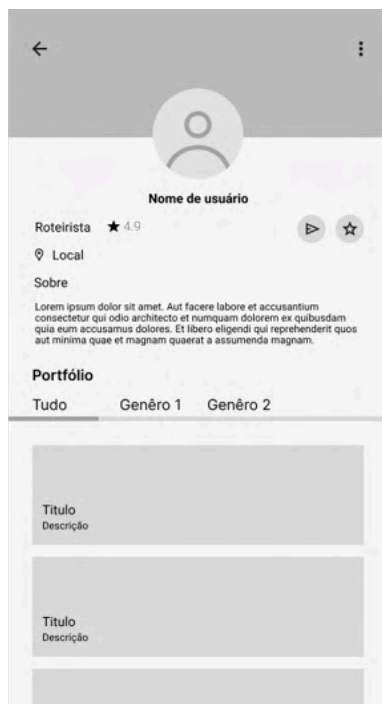 Nome de usuário
Roteirista ★ 4.9
Local
Sobre
Lorem ipsum dolor sit amet. Aut facere labore et accusantium
consectetur qui odio architecto et numquam dolorem ex quibusdam
quia eum accusamus dolores. Et libero eligendi qui reprehenderit quos
aut minima quae et magnam quaerat a assumenda magnam.
Portfólio
Tudo Genêro 1 Genêro 2
Titulo
Descrição
Titulo
Descrição